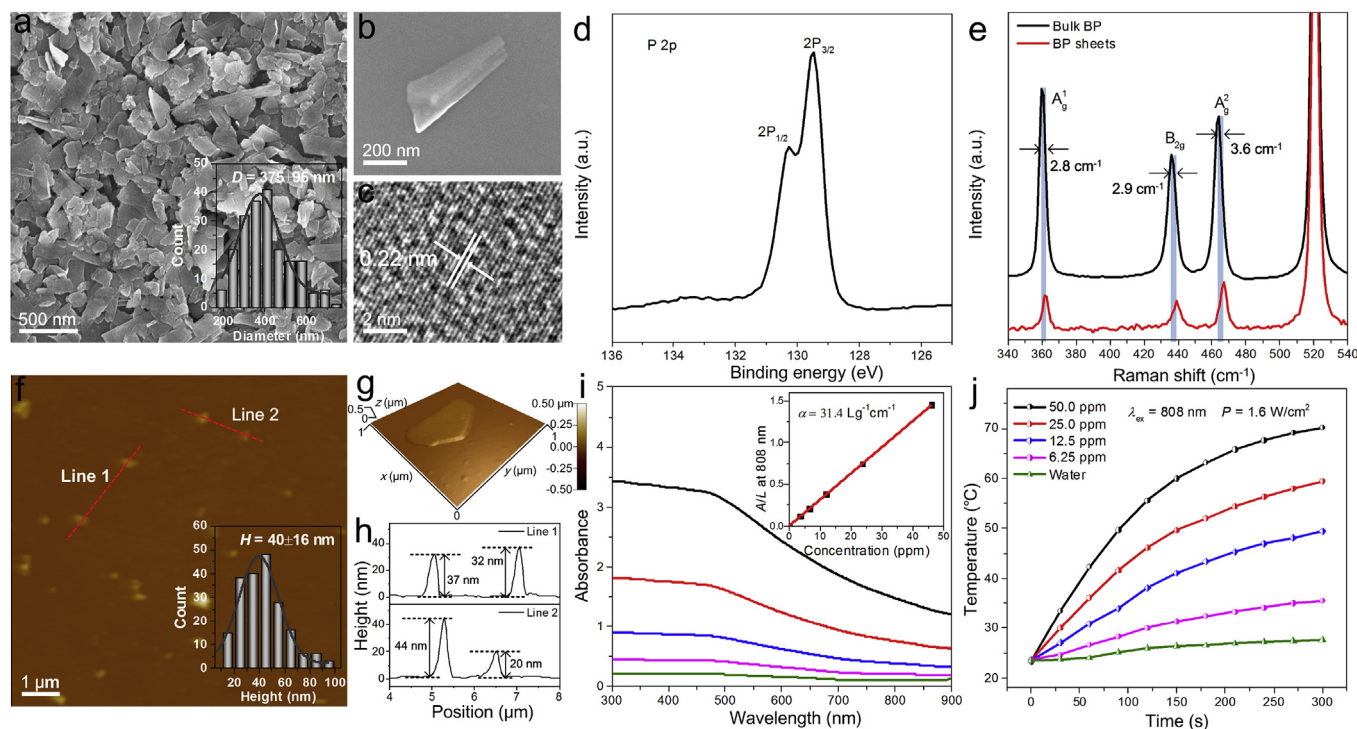 a
D = 375±95 nm
50
40
30
20
10
0
Count
200
400
600
Diameter (nm)
500 nm
b
200 nm
c
0.22 nm
2 nm
d
P 2p
2P3/2
2P1/2
Intensity (a.u.)
136
134
132
130
128
126
Binding energy (eV)
e
Bulk BP
BP sheets
A1g
B2g
A2g
2.8 cm-1
2.9 cm-1
3.6 cm-1
Intensity (a.u.)
340 360 380 400 420 440 460 480 500 520 540
Raman shift (cm-1)
f
Line 2
Line 1
H = 40±16 nm
60
50
40
30
20
10
0
Count
20 40 60 80 100
Height (nm)
1 µm
g
z (µm)
0.5
0
1
1
x (µm)
y (µm)
0
0.50 µm
0.25
0.00
-0.25
-0.50
h
Line 1
40
20
0
37 nm
32 nm
Line 2
40
20
0
44 nm
20 nm
Height (nm)
4 5 6 7 8
Position (µm)
i
5
4
3
2
1
0
Absorbance
300 400 500 600 700 800 900
Wavelength (nm)
α = 31.4 Lg-1cm-1
1.5
1.0
0.5
0.0
A/L at 808 nm
0 10 20 30 40 50
Concentration (ppm)
j
50.0 ppm
25.0 ppm
12.5 ppm
6.25 ppm
Water
λex = 808 nm P = 1.6 W/cm2
70
60
50
40
30
20
Temperature (°C)
0 50 100 150 200 250 300
Time (s)